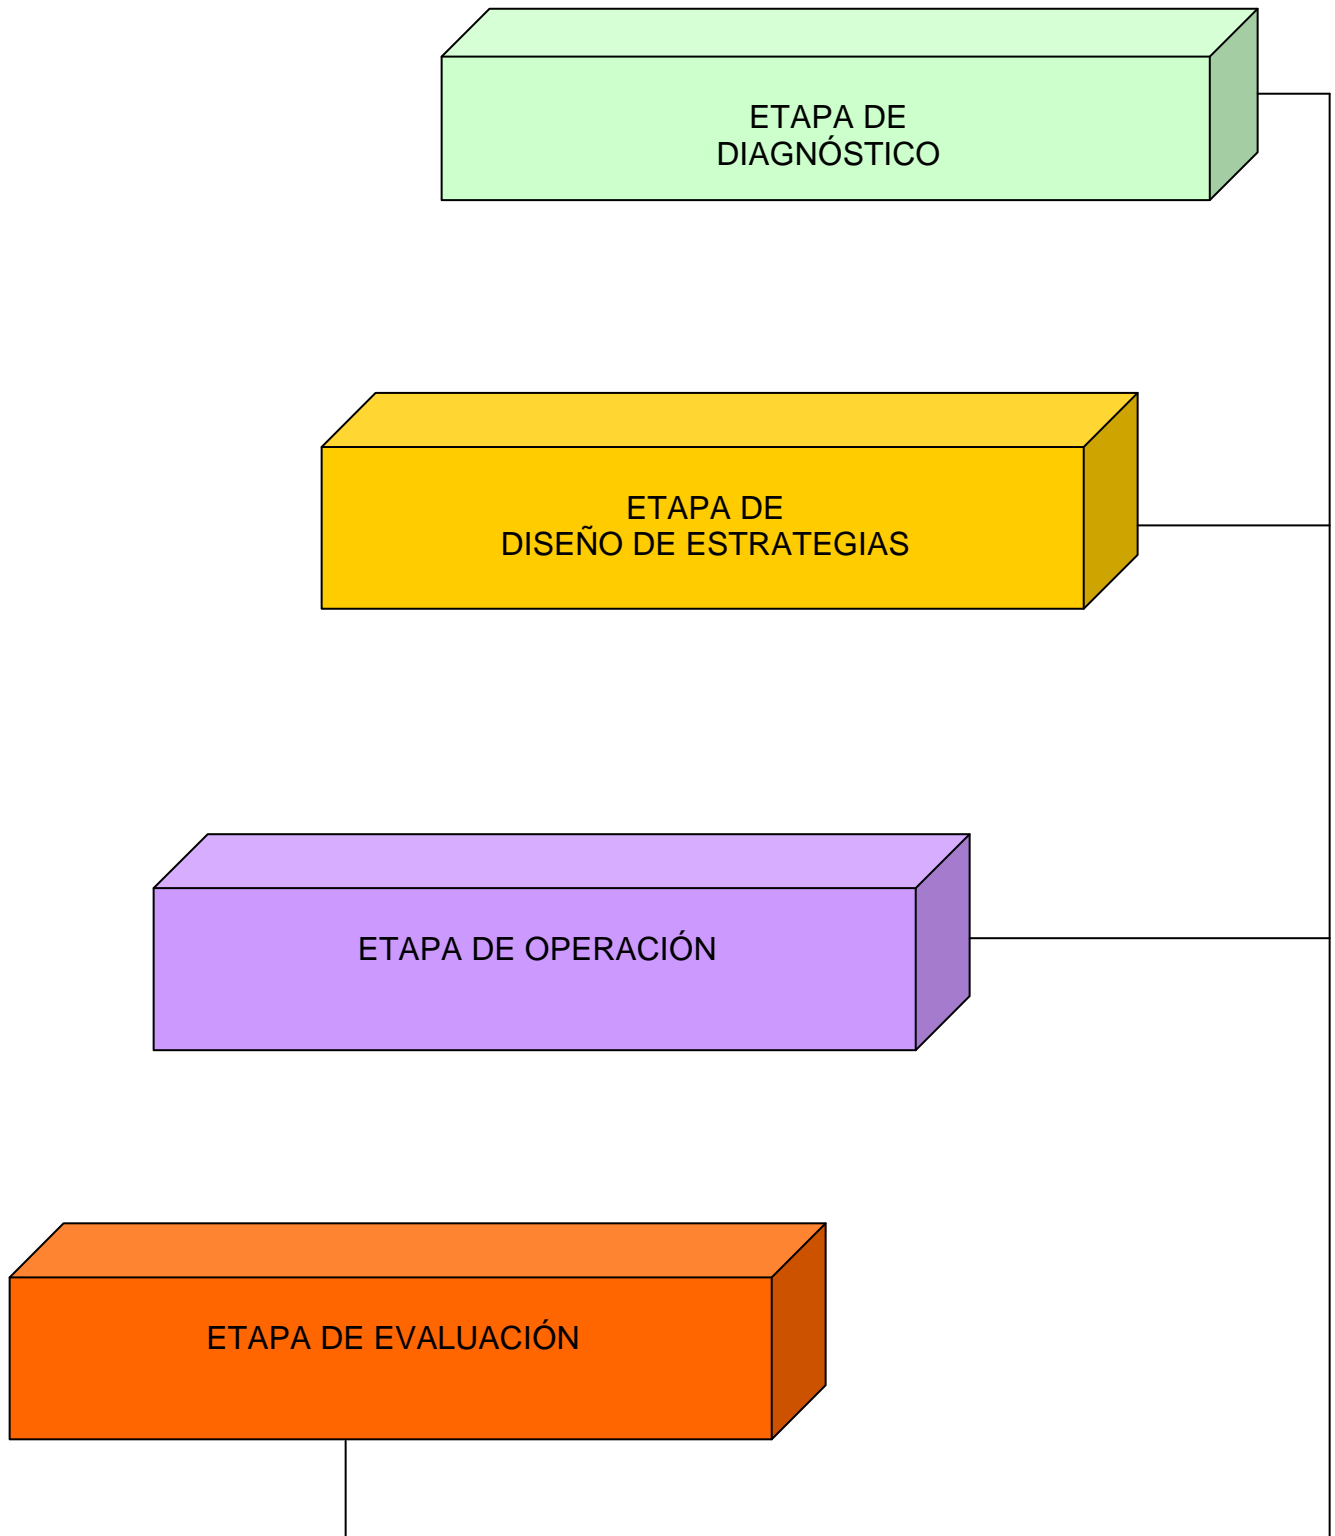 ETAPA DE
DIAGNÓSTICO
ETAPA DE
DISEÑO DE ESTRATEGIAS
ETAPA DE OPERACIÓN
ETAPA DE EVALUACIÓN